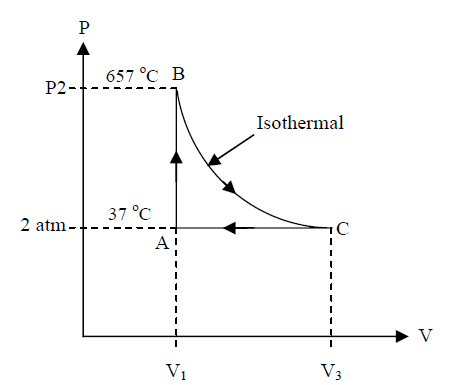 P
657 °C B
P2
Isothermal
37 °C
2 atm
A
C
V
V₁
V₃